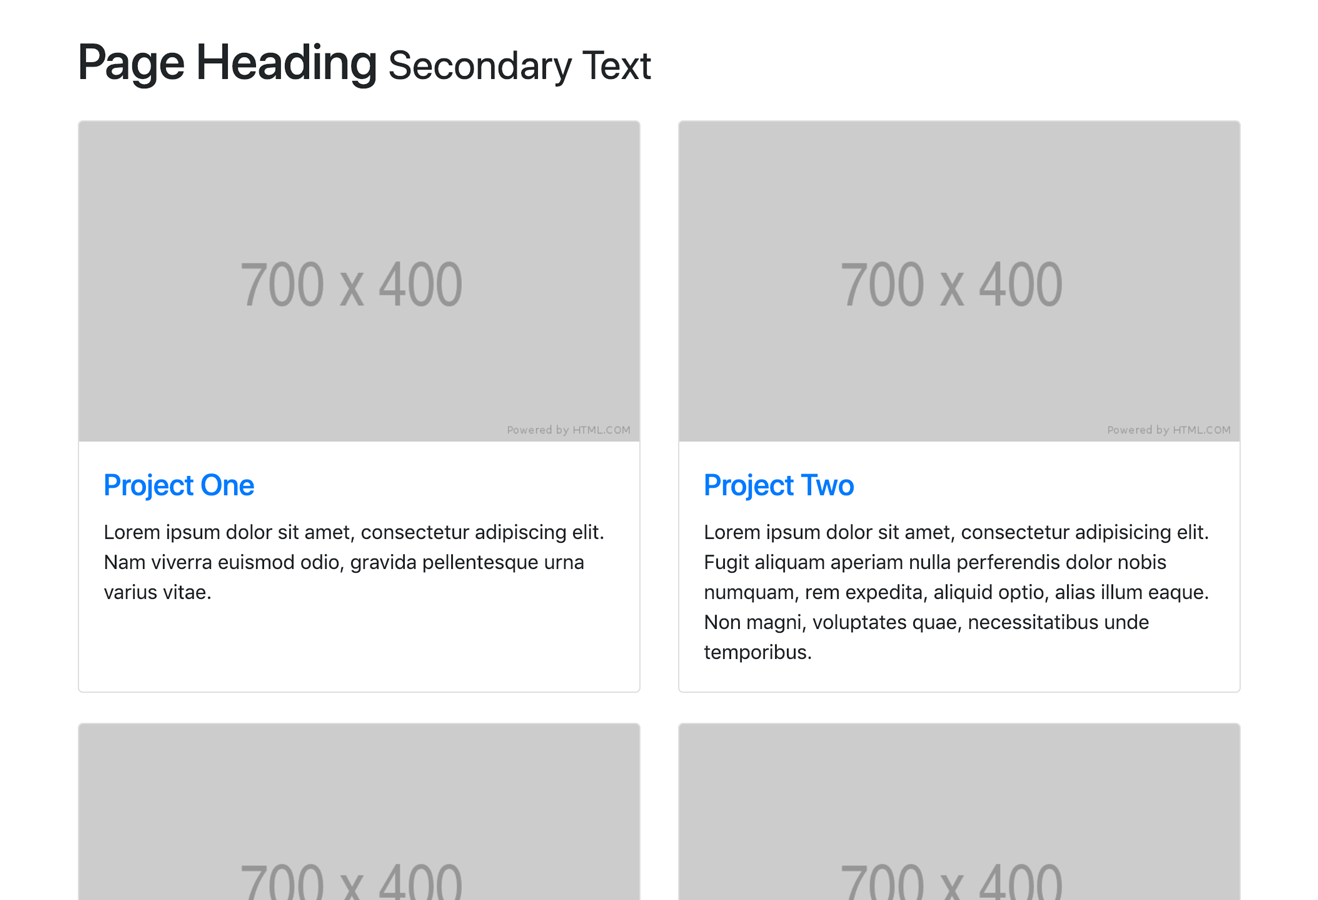 Page Heading Secondary Text
700 x 400
Powered by HTML.COM
700 x 400
Powered by HTML.COM
Project One
Lorem ipsum dolor sit amet, consectetur adipiscing elit.
Nam viverra euismod odio, gravida pellentesque urna
varius vitae.
Project Two
Lorem ipsum dolor sit amet, consectetur adipisicing elit.
Fugit aliquam aperiam nulla perferendis dolor nobis
numquam, rem expedita, aliquid optio, alias illum eaque.
Non magni, voluptates quae, necessitatibus unde
temporibus.
700 x 400
700 x 400